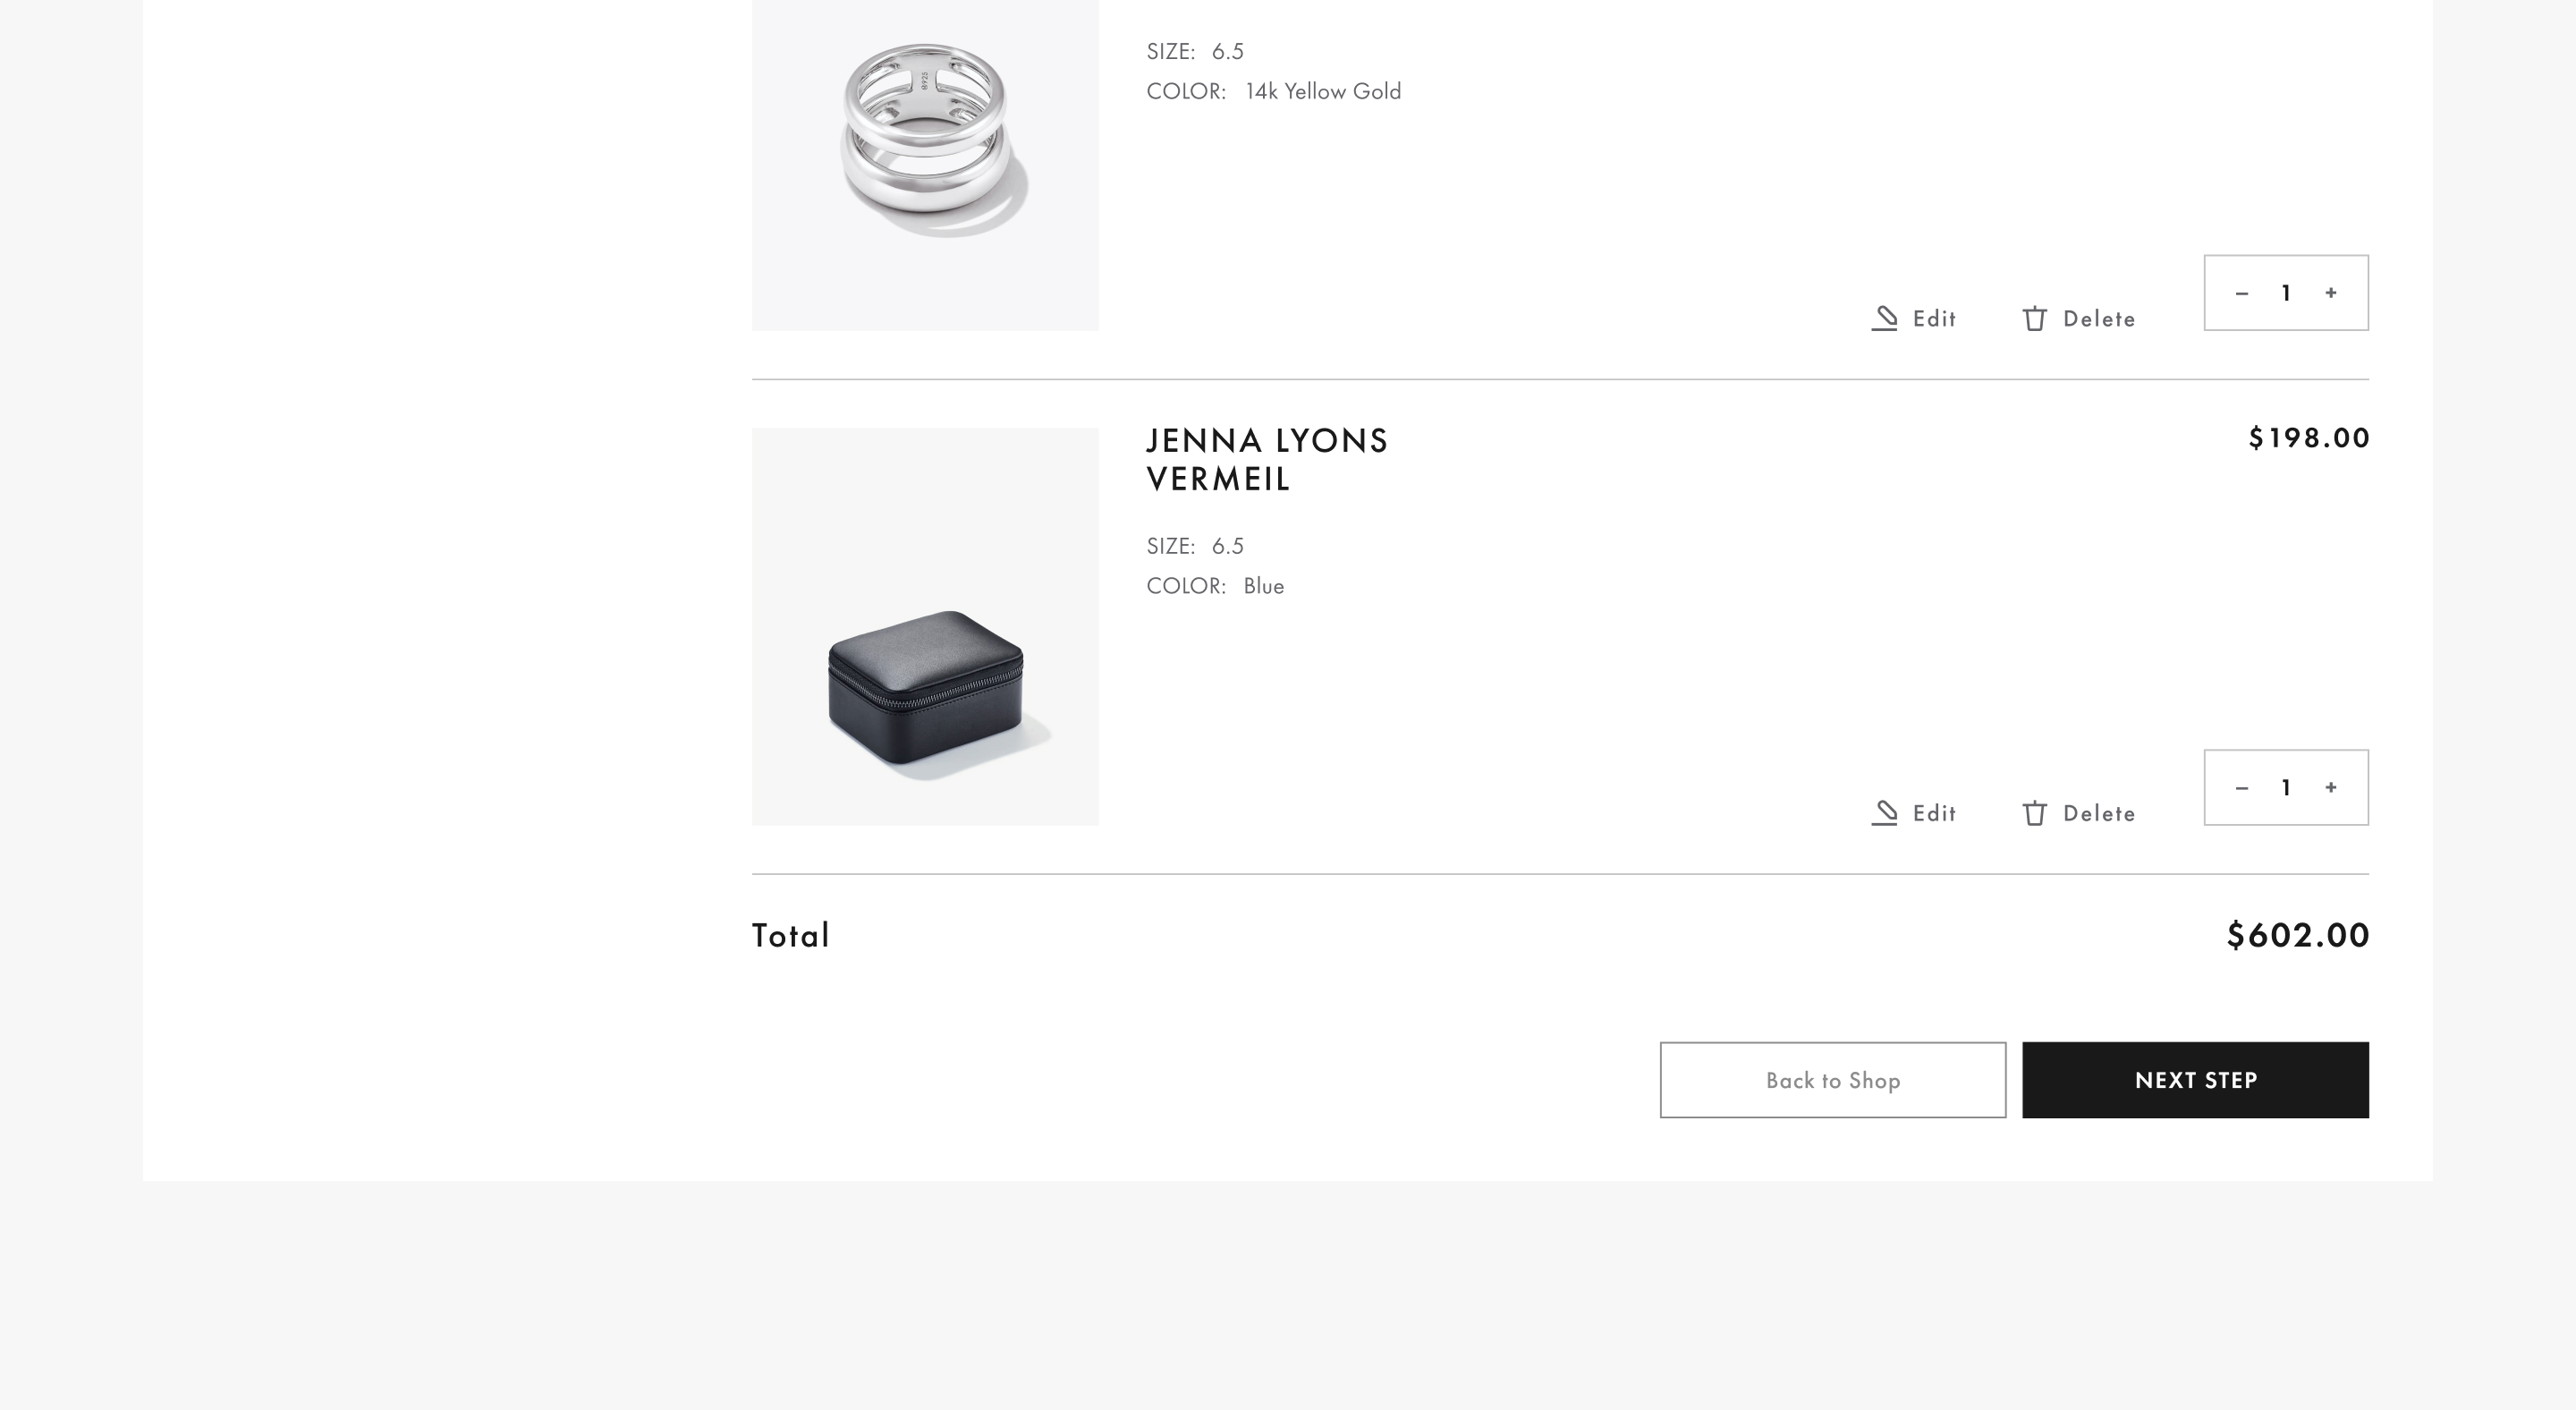 SIZE: 6.5
COLOR: 14k Yellow Gold
925
Edit
Delete
– 1 +
JENNA LYONS
VERMEIL
$198.00
SIZE: 6.5
COLOR: Blue
Edit
Delete
– 1 +
Total
$602.00
Back to Shop
NEXT STEP